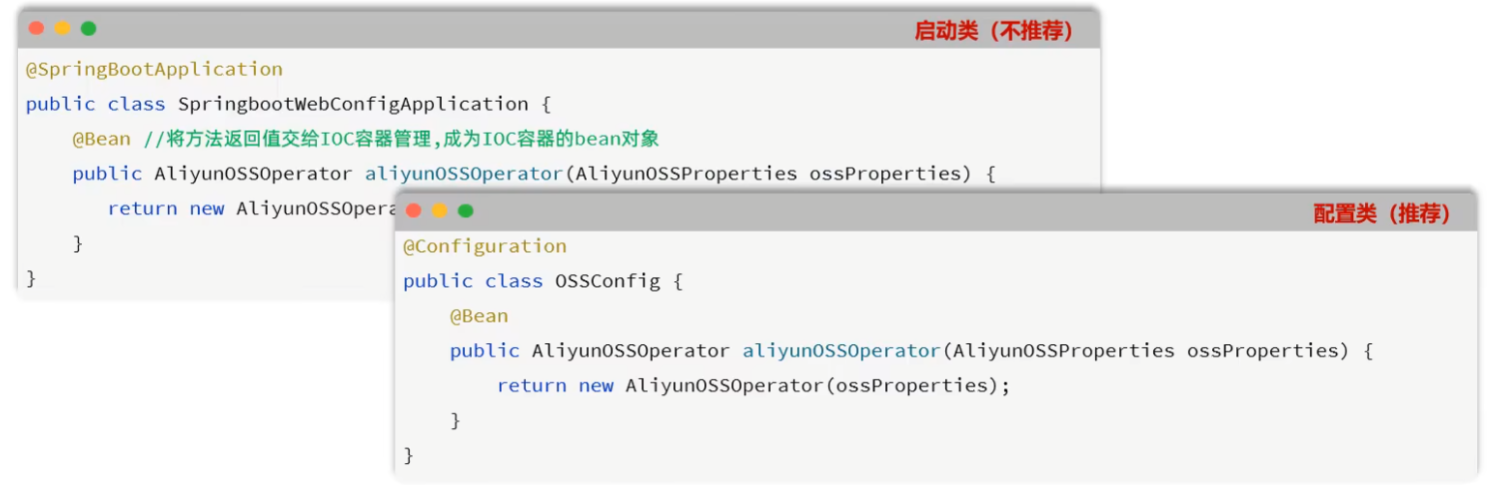 启动类（不推荐）
@SpringBootApplication
public class SpringbootWebConfigApplication {
@Bean //将方法返回值交给IOC容器管理,成为IOC容器的bean对象
public AliyunOSSOperator aliyunOSSOperator(AliyunOSSProperties ossProperties) {
return new AliyunOSSOpera
}
}
配置类（推荐）
@Configuration
public class OSSConfig {
@Bean
public AliyunOSSOperator aliyunOSSOperator(AliyunOSSProperties ossProperties) {
return new AliyunOSSOperator(ossProperties);
}
}